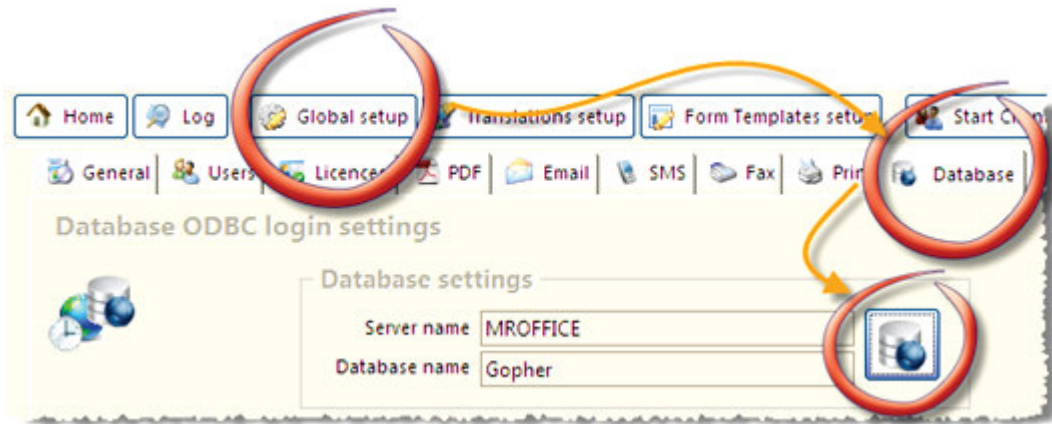 Home Log Global setup Translations setup Form Templates setup Start
General Users Licences PDF Email SMS Fax Database
Database ODBC login settings
Database settings
Server name MROFFICE
Database name Gopher